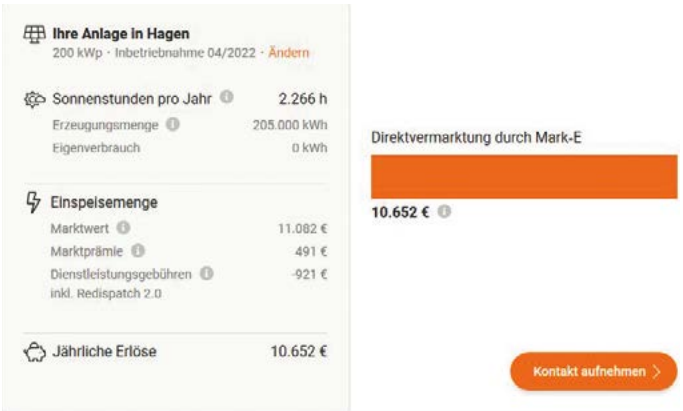 Ihre Anlage in Hagen
200 kWp · Inbetriebnahme 04/2022 · Ändern
Sonnenstunden pro Jahr 2.266 h
Erzeugungsmenge 205.000 kWh
Eigenverbrauch 0 kWh
Einspeisemenge
Marktwert 11.082 €
Marktprämie 491 €
Dienstleistungsgebühren -921 €
inkl. Redispatch 2.0
Jährliche Erlöse 10.652 €
Direktvermarktung durch Mark-E
10.652 €
Kontakt aufnehmen